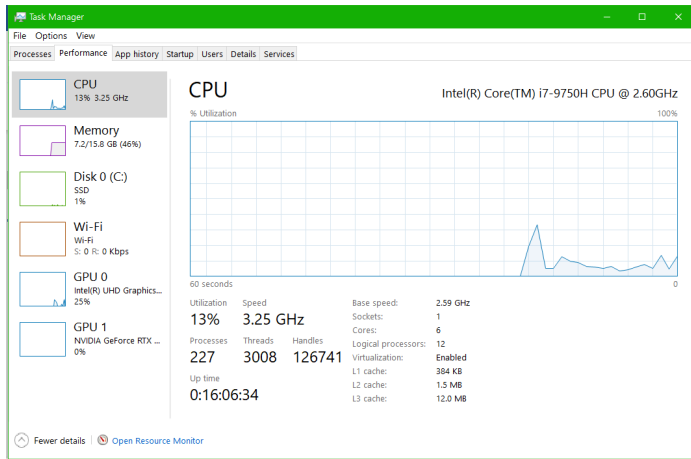 Task Manager
File Options View
Processes Performance App history Startup Users Details Services
CPU
13% 3.25 GHz
Memory
7.2/15.8 GB (46%)
Disk 0 (C:)
SSD
1%
Wi-Fi
Wi-Fi
S: 0 R: 0 Kbps
GPU 0
Intel(R) UHD Graphics...
25%
GPU 1
NVIDIA GeForce RTX ...
0%
CPU Intel(R) Core(TM) i7-9750H CPU @ 2.60GHz
% Utilization 100%
60 seconds 0
Utilization Speed
13% 3.25 GHz
Processes Threads Handles
227 3008 126741
Up time
0:16:06:34
Base speed: 2.59 GHz
Sockets: 1
Cores: 6
Logical processors: 12
Virtualization: Enabled
L1 cache: 384 KB
L2 cache: 1.5 MB
L3 cache: 12.0 MB
Fewer details Open Resource Monitor